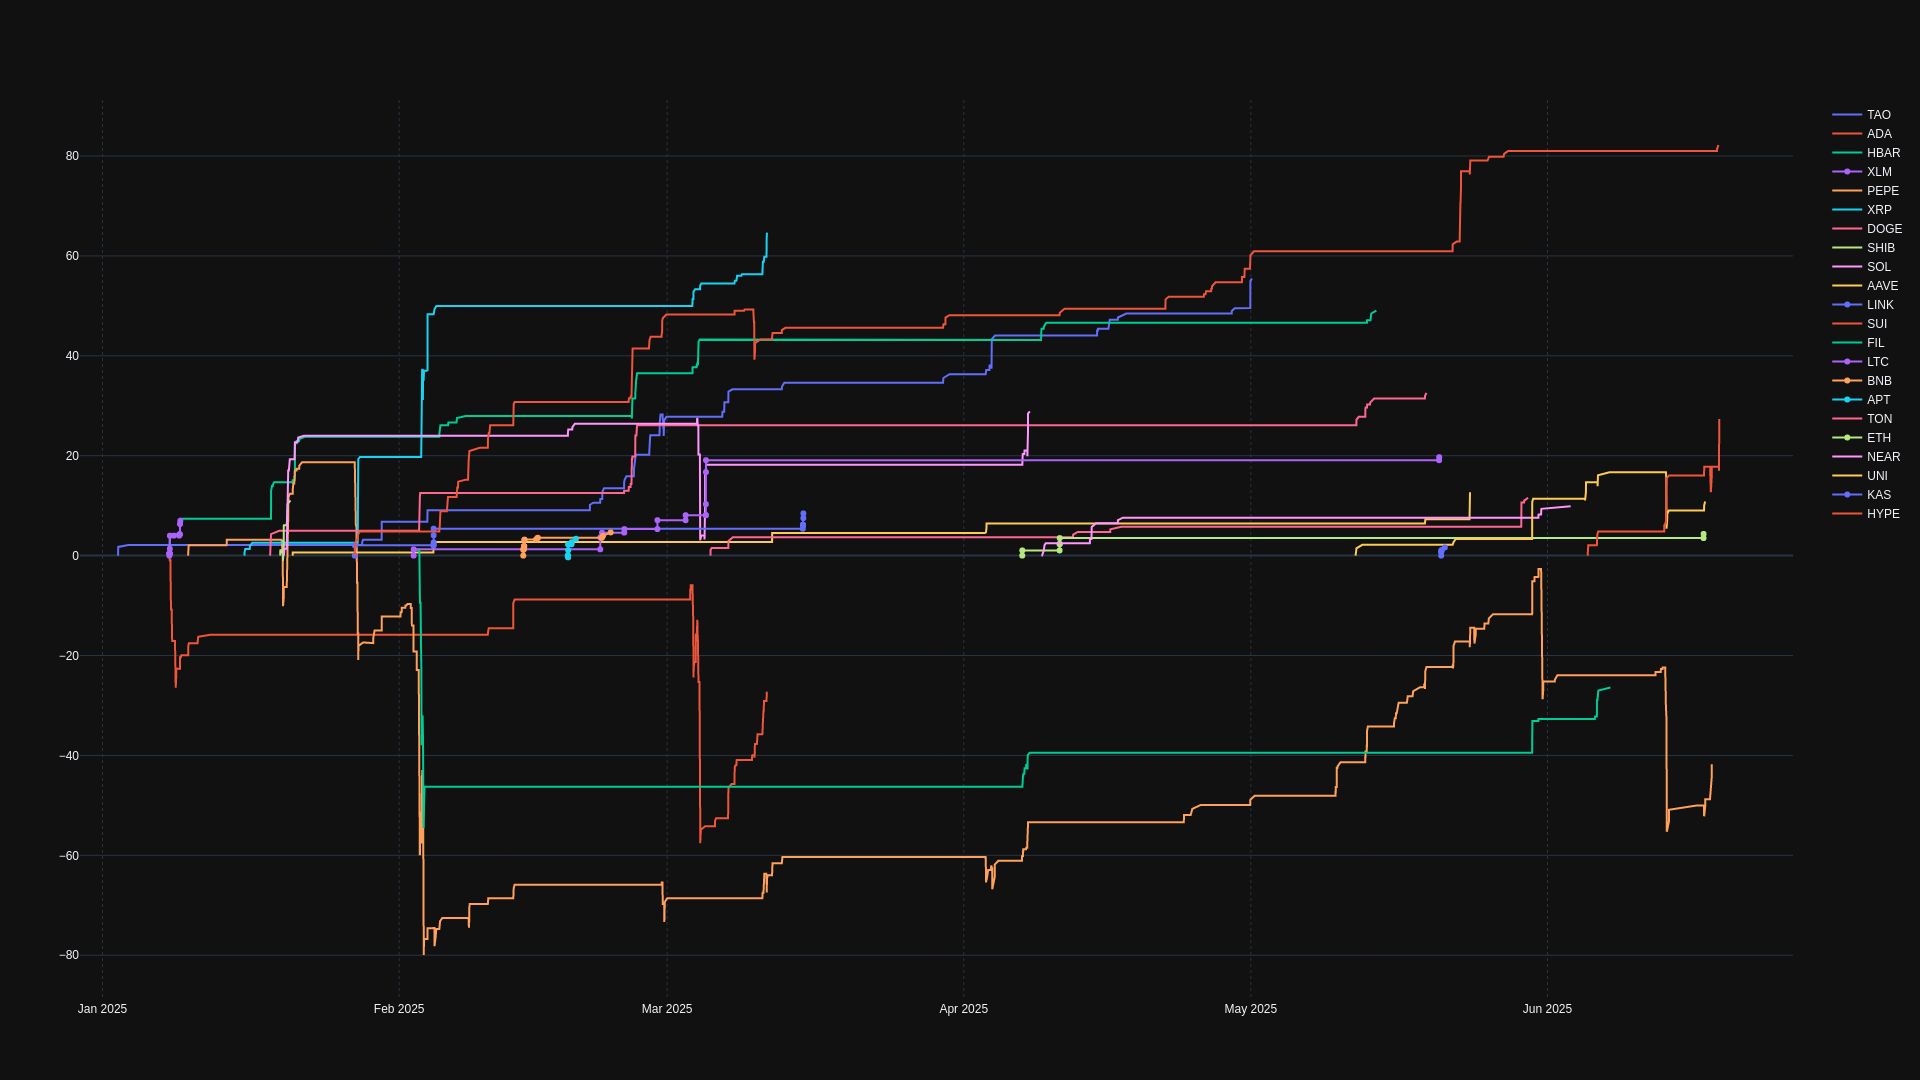 80
60
40
20
0
−20
−40
−60
−80
Jan 2025
Feb 2025
Mar 2025
Apr 2025
May 2025
Jun 2025
TAO
ADA
HBAR
XLM
PEPE
XRP
DOGE
SHIB
SOL
AAVE
LINK
SUI
FIL
LTC
BNB
APT
TON
ETH
NEAR
UNI
KAS
HYPE